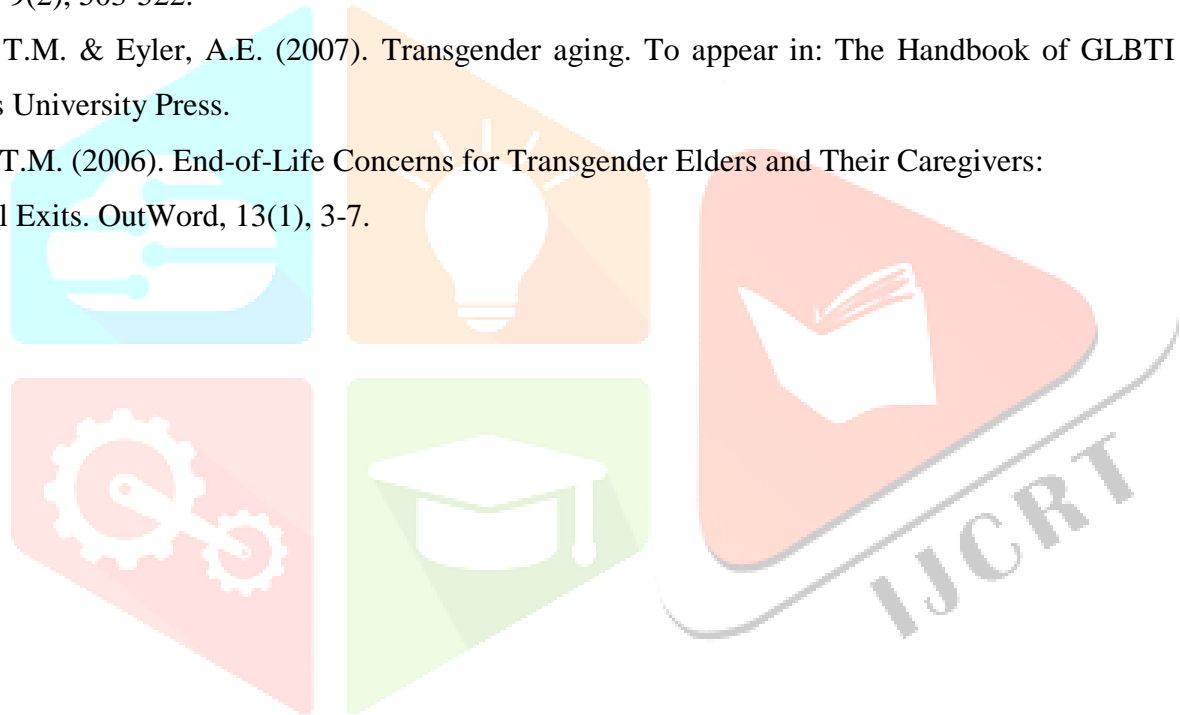 9(2), 303-322.
T.M. & Eyler, A.E. (2007). Transgender aging. To appear in: The Handbook of GLBTI
s University Press.
T.M. (2006). End-of-Life Concerns for Transgender Elders and Their Caregivers:
l Exits. OutWord, 13(1), 3-7.
IJCRT